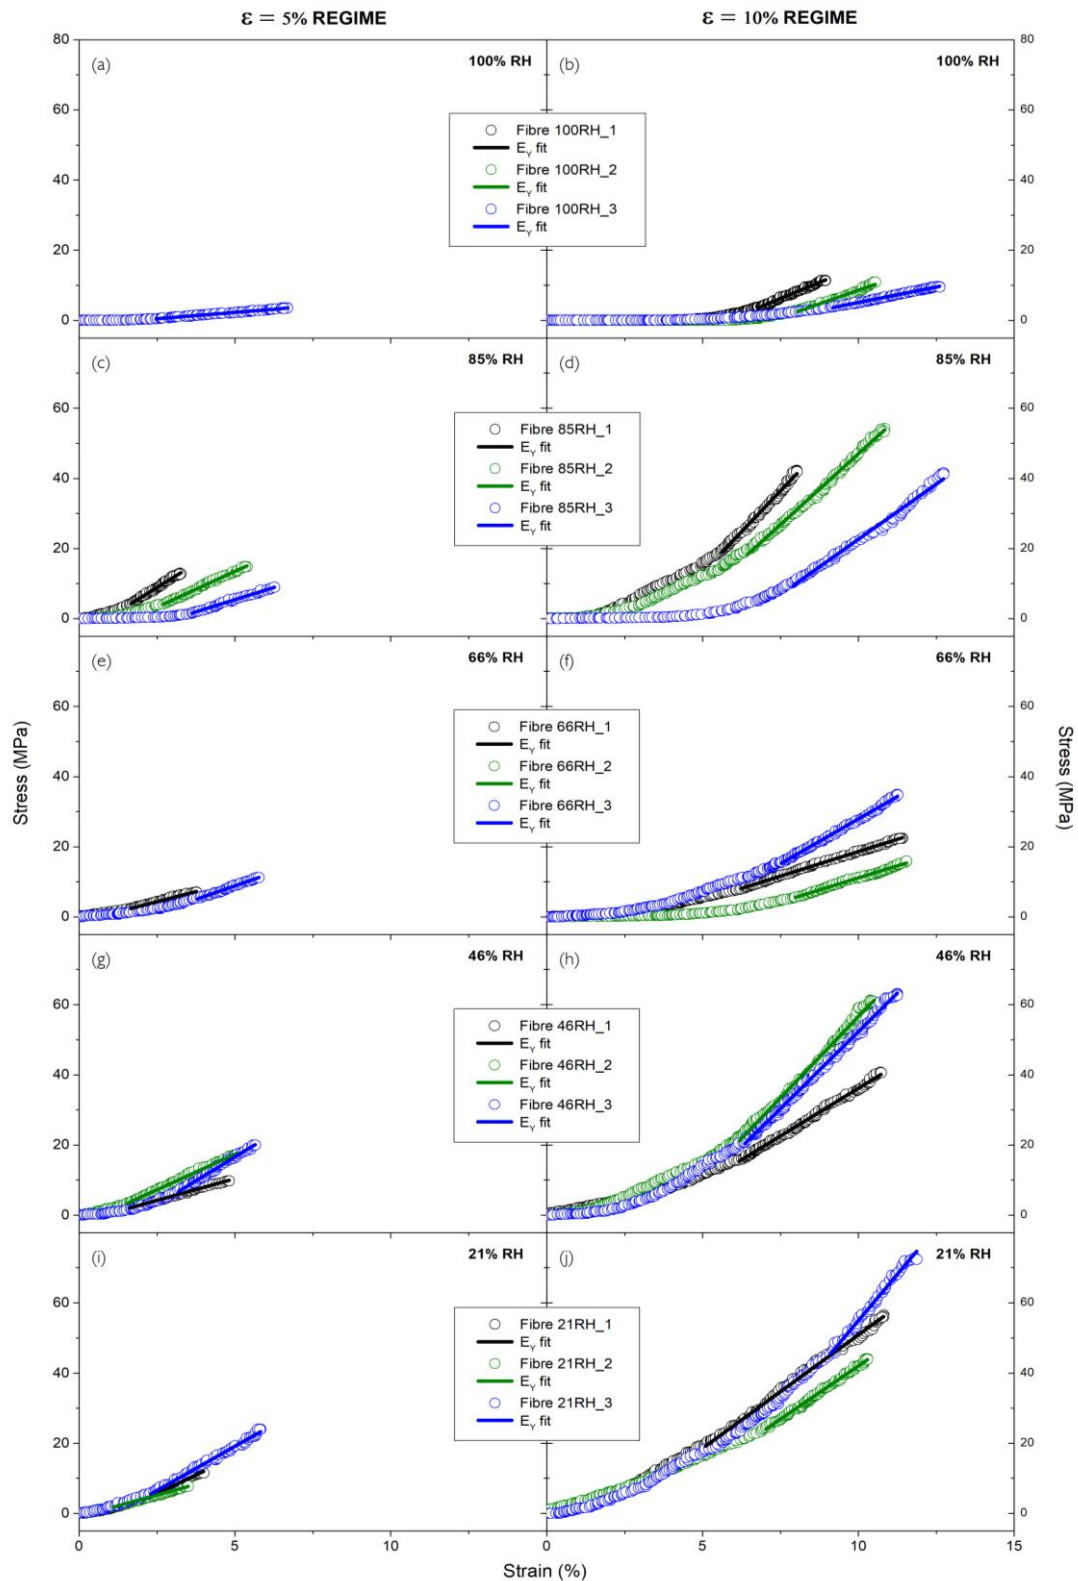 ε = 5% REGIME
ε = 10% REGIME
80
(a)
100% RH
(b)
100% RH
80
60
60
40
40
20
20
0
0
Fibre 100RH_1
E_Y fit
Fibre 100RH_2
E_Y fit
Fibre 100RH_3
E_Y fit
(c)
85% RH
(d)
85% RH
60
60
40
40
20
20
0
0
Fibre 85RH_1
E_Y fit
Fibre 85RH_2
E_Y fit
Fibre 85RH_3
E_Y fit
(e)
66% RH
(f)
66% RH
60
60
40
40
20
20
0
0
Fibre 66RH_1
E_Y fit
Fibre 66RH_2
E_Y fit
Fibre 66RH_3
E_Y fit
Stress (MPa)
Stress (MPa)
(g)
46% RH
(h)
46% RH
60
60
40
40
20
20
0
0
Fibre 46RH_1
E_Y fit
Fibre 46RH_2
E_Y fit
Fibre 46RH_3
E_Y fit
(i)
21% RH
(j)
21% RH
60
60
40
40
20
20
0
0
Fibre 21RH_1
E_Y fit
Fibre 21RH_2
E_Y fit
Fibre 21RH_3
E_Y fit
0 5 10 0 5 10 15
Strain (%)